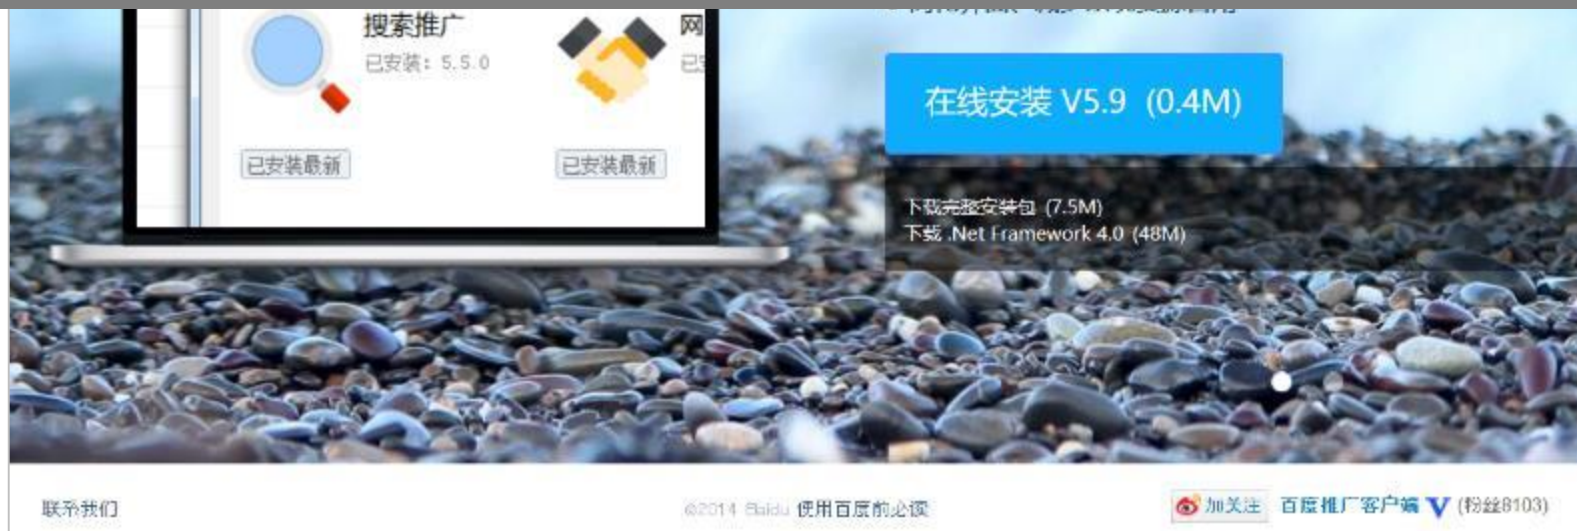 搜索推广
已安装：5.5.0
网
已安装最新
已安装最新
在线安装 V5.9 (0.4M)
下载完整安装包 (7.5M)
下载 .Net Framework 4.0 (48M)
联系我们
©2014 Baidu 使用百度前必读
加关注 百度推广客户端 V (粉丝8103)